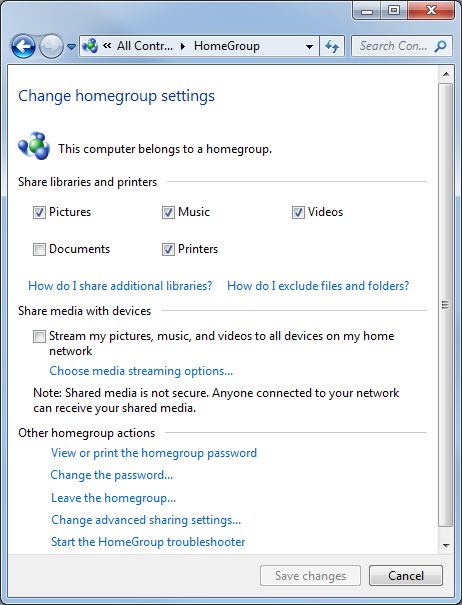 « All Contr... HomeGroup Search Con...
Change homegroup settings
This computer belongs to a homegroup.
Share libraries and printers
Pictures Music Videos
Documents Printers
How do I share additional libraries? How do I exclude files and folders?
Share media with devices
Stream my pictures, music, and videos to all devices on my home
network
Choose media streaming options...
Note: Shared media is not secure. Anyone connected to your network
can receive your shared media.
Other homegroup actions
View or print the homegroup password
Change the password...
Leave the homegroup...
Change advanced sharing settings...
Start the HomeGroup troubleshooter
Save changes Cancel